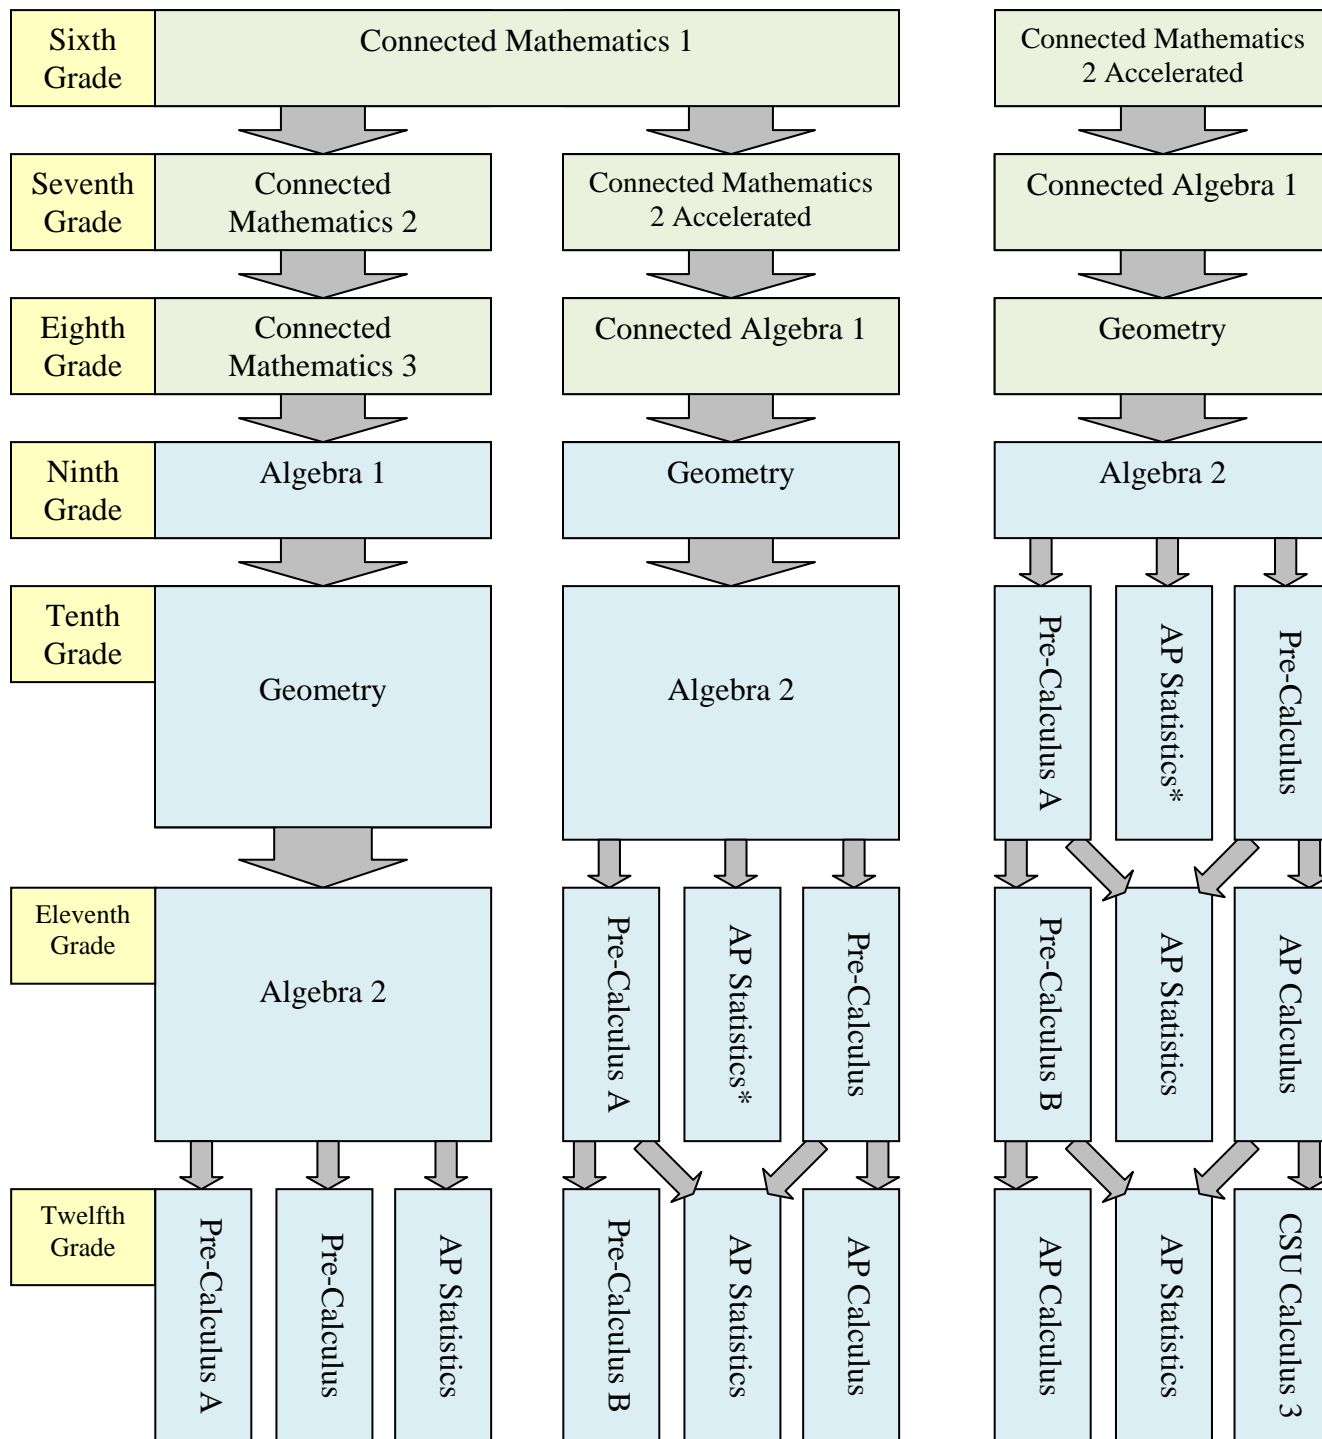 Sixth
Grade
Connected Mathematics 1
Connected Mathematics
2 Accelerated
Seventh
Grade
Connected
Mathematics 2
Connected Mathematics
2 Accelerated
Connected Algebra 1
Eighth
Grade
Connected
Mathematics 3
Connected Algebra 1
Geometry
Ninth
Grade
Algebra 1
Geometry
Algebra 2
Tenth
Grade
Geometry
Algebra 2
Pre-Calculus A
AP Statistics*
Pre-Calculus
Eleventh
Grade
Algebra 2
Pre-Calculus A
AP Statistics*
Pre-Calculus
Pre-Calculus B
AP Statistics
AP Calculus
Twelfth
Grade
Pre-Calculus A
Pre-Calculus
AP Statistics
Pre-Calculus B
AP Statistics
AP Calculus
AP Calculus
AP Statistics
CSU Calculus 3